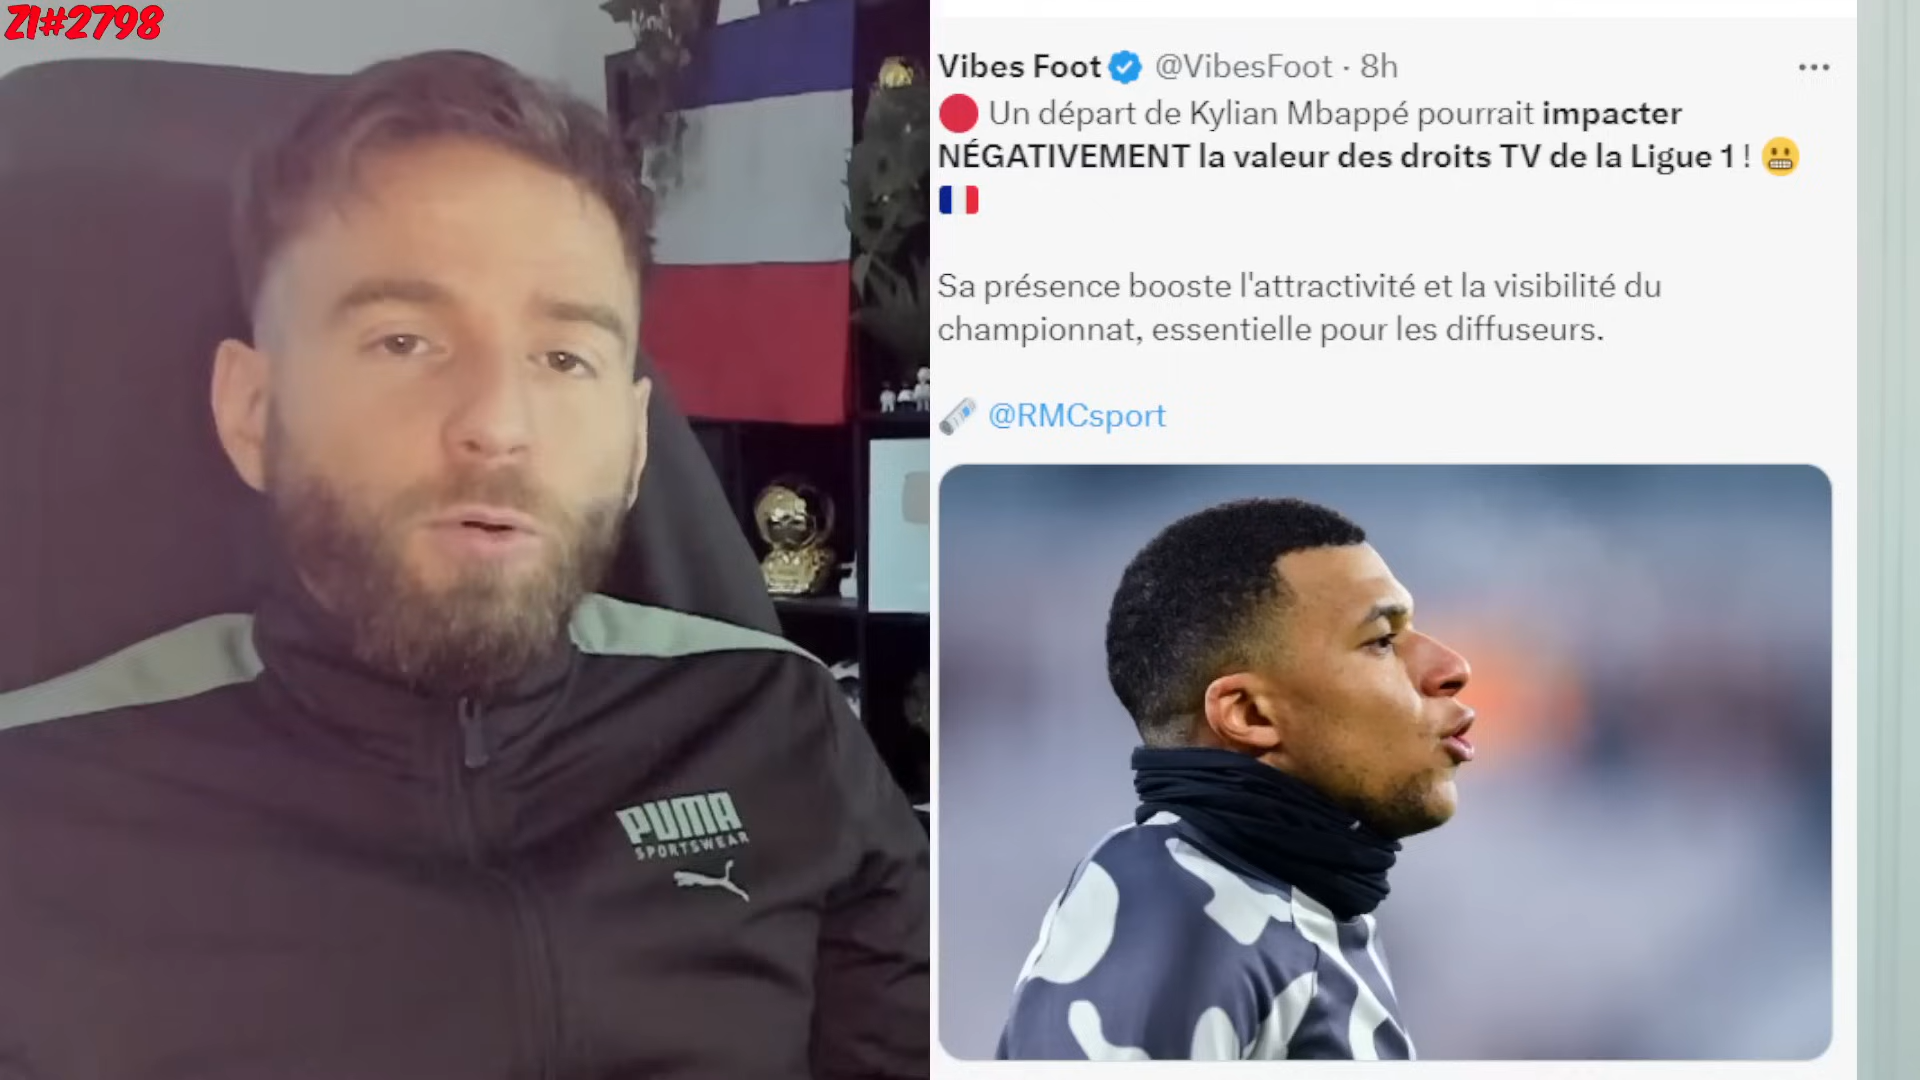 ZI#2798
Vibes Foot @VibesFoot · 8h
Un départ de Kylian Mbappé pourrait impacter
NÉGATIVEMENT la valeur des droits TV de la Ligue 1 !
Sa présence booste l'attractivité et la visibilité du
championnat, essentielle pour les diffuseurs.
@RMCsport
PUMA
SPORTSWEAR